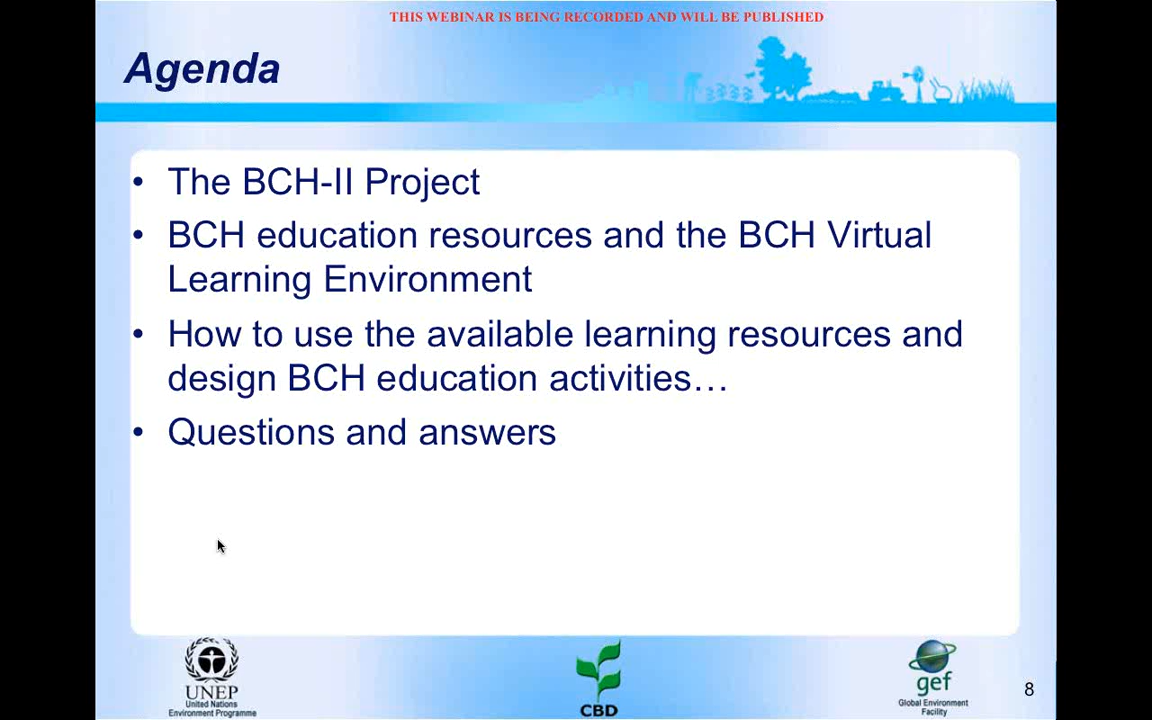 THIS WEBINAR IS BEING RECORDED AND WILL BE PUBLISHED
Agenda
• The BCH-II Project
• BCH education resources and the BCH Virtual
Learning Environment
• How to use the available learning resources and
design BCH education activities…
• Questions and answers
UNEP
United Nations
Environment Programme
CBD
gef
Global Environment
Facility
8